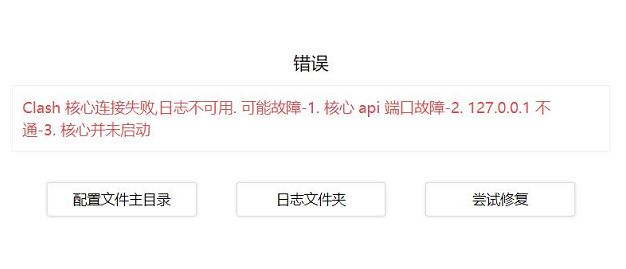 错误
Clash 核心连接失败,日志不可用. 可能故障-1. 核心 api 端口故障-2. 127.0.0.1 不
通-3. 核心并未启动
配置文件主目录
日志文件夹
尝试修复